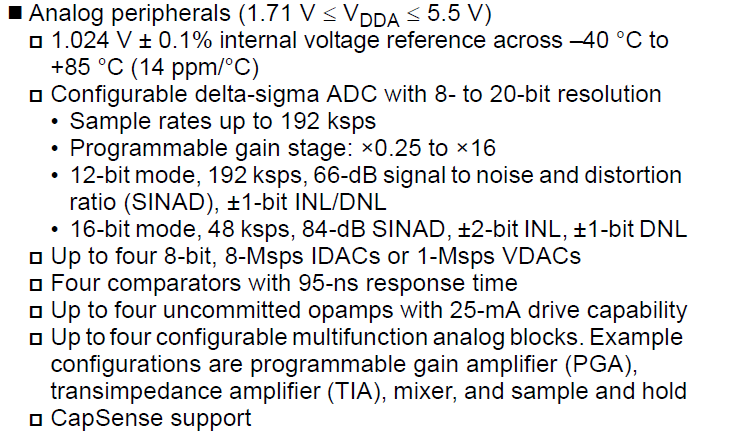 ■ Analog peripherals (1.71 V ≤ VDDA ≤ 5.5 V)
❐ 1.024 V ± 0.1% internal voltage reference across –40 °C to
+85 °C (14 ppm/°C)
❐ Configurable delta-sigma ADC with 8- to 20-bit resolution
• Sample rates up to 192 ksps
• Programmable gain stage: ×0.25 to ×16
• 12-bit mode, 192 ksps, 66-dB signal to noise and distortion
ratio (SINAD), ±1-bit INL/DNL
• 16-bit mode, 48 ksps, 84-dB SINAD, ±2-bit INL, ±1-bit DNL
❐ Up to four 8-bit, 8-Msps IDACs or 1-Msps VDACs
❐ Four comparators with 95-ns response time
❐ Up to four uncommitted opamps with 25-mA drive capability
❐ Up to four configurable multifunction analog blocks. Example
configurations are programmable gain amplifier (PGA),
transimpedance amplifier (TIA), mixer, and sample and hold
❐ CapSense support